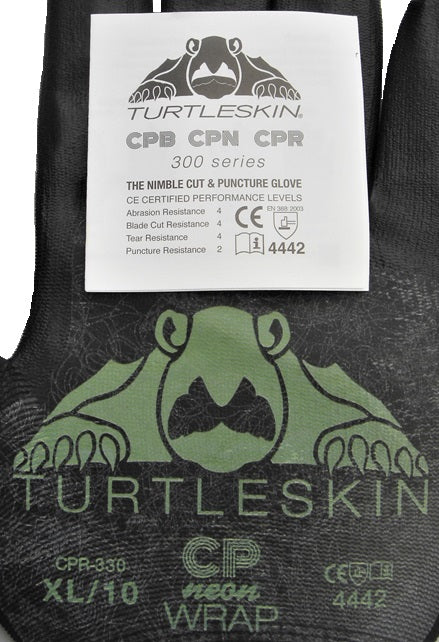 TURTLESKIN®
CPB CPN CPR
300 series
THE NIMBLE CUT & PUNCTURE GLOVE
CE CERTIFIED PERFORMANCE LEVELS
Abrasion Resistance 4
Blade Cut Resistance 4
Tear Resistance 4
Puncture Resistance 2
CE EN 388:2003
i 4442
TURTLESKIN
CPR-330
XL/10
CP
neon
WRAP
CE i
4442